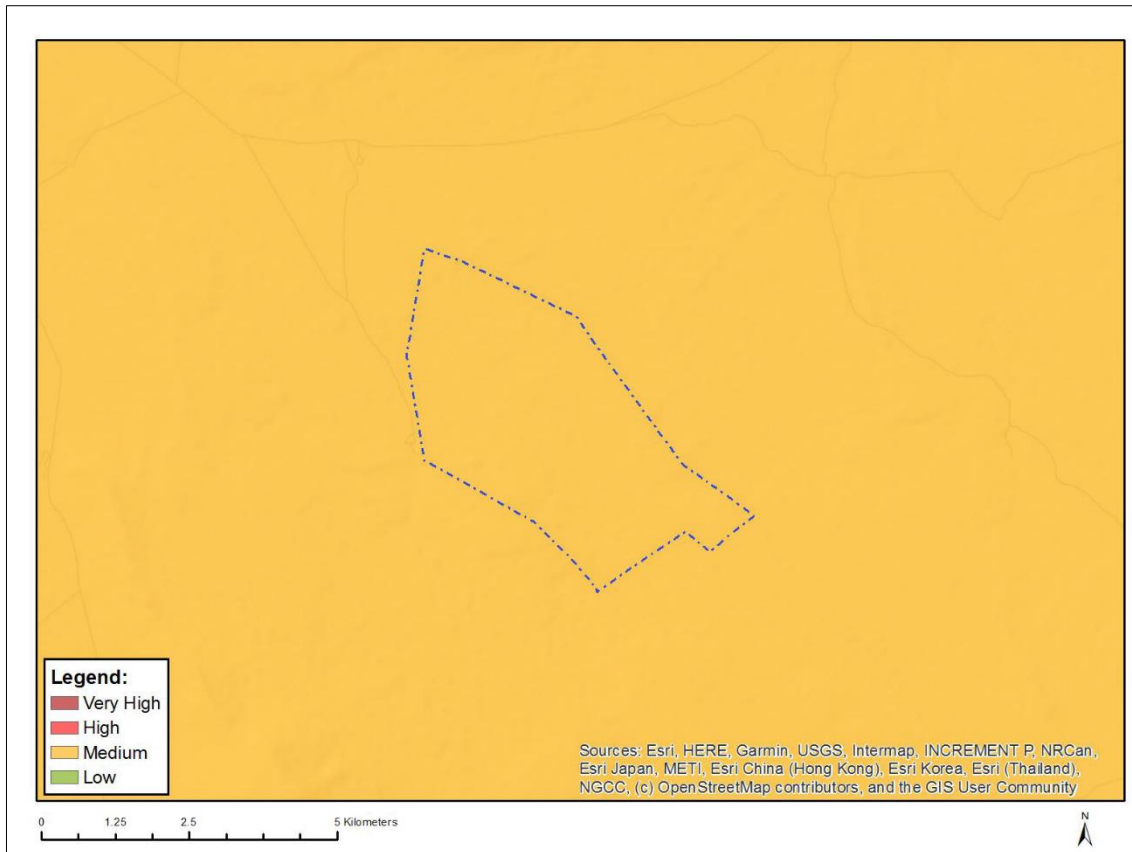 Legend:
Very High
High
Medium
Low
Sources: Esri, HERE, Garmin, USGS, Intermap, INCREMENT P, NRCan,
Esri Japan, METI, Esri China (Hong Kong), Esri Korea, Esri (Thailand),
NGCC, (c) OpenStreetMap contributors, and the GIS User Community
0 1.25 2.5 5 Kilometers
N